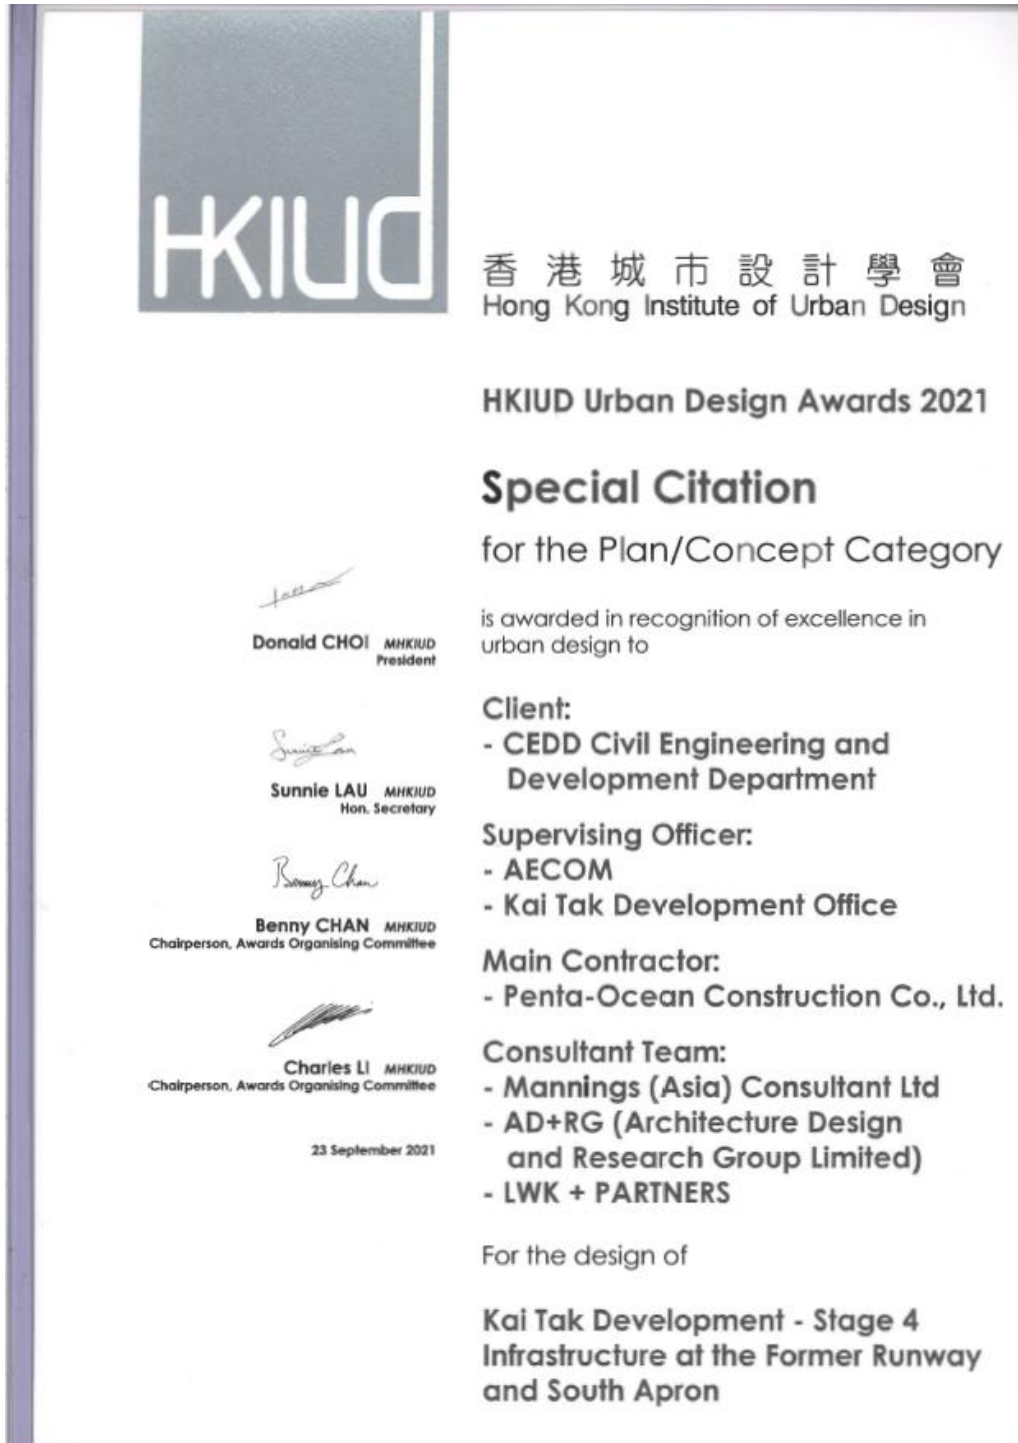 HKIUD
香港城市設計學會
Hong Kong Institute of Urban Design
HKIUD Urban Design Awards 2021
Special Citation
for the Plan/Concept Category
is awarded in recognition of excellence in
urban design to
Client:
- CEDD Civil Engineering and
Development Department
Supervising Officer:
- AECOM
- Kai Tak Development Office
Main Contractor:
- Penta-Ocean Construction Co., Ltd.
Consultant Team:
- Mannings (Asia) Consultant Ltd
- AD+RG (Architecture Design
and Research Group Limited)
- LWK + PARTNERS
For the design of
Kai Tak Development - Stage 4
Infrastructure at the Former Runway
and South Apron
Donald CHOI MHKIUD
President
Sunnie LAU MHKIUD
Hon. Secretary
Benny Chan
Benny CHAN MHKIUD
Chairperson, Awards Organising Committee
Charles LI MHKIUD
Chairperson, Awards Organising Committee
23 September 2021